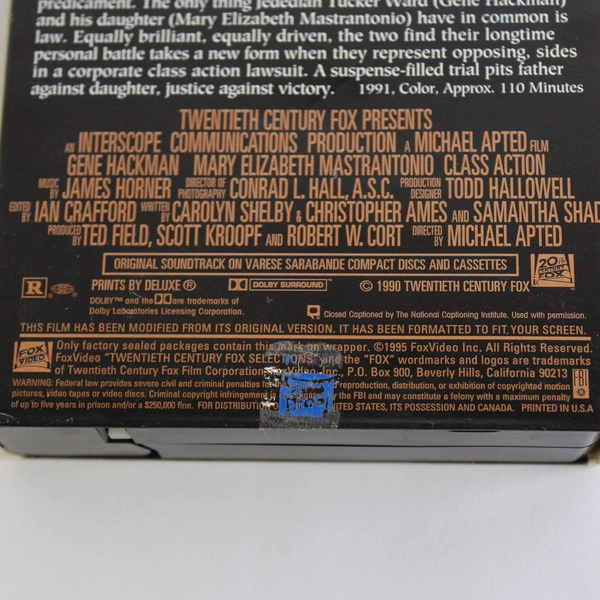 predicament. The only thing Jedediah Tucker Ward (Gene Hackman)
and his daughter (Mary Elizabeth Mastrantonio) have in common is
law. Equally brilliant, equally driven, the two find their longtime
personal battle takes a new form when they represent opposing sides
in a corporate class action lawsuit. A suspense-filled trial pits father
against daughter, justice against victory. 1991, Color, Approx. 110 Minutes
TWENTIETH CENTURY FOX PRESENTS
AN INTERSCOPE COMMUNICATIONS PRODUCTION A MICHAEL APTED FILM
GENE HACKMAN MARY ELIZABETH MASTRANTONIO CLASS ACTION
MUSIC BY JAMES HORNER DIRECTOR OF PHOTOGRAPHY CONRAD L. HALL, A.S.C. PRODUCTION DESIGNER TODD HALLOWELL
EDITED BY IAN CRAFFORD WRITTEN BY CAROLYN SHELBY & CHRISTOPHER AMES AND SAMANTHA SHAD
PRODUCED BY TED FIELD, SCOTT KROOPF AND ROBERT W. CORT DIRECTED BY MICHAEL APTED
ORIGINAL SOUNDTRACK ON VARESE SARABANDE COMPACT DISCS AND CASSETTES
20th CENTURY FOX
R PRINTS BY DELUXE ® DOLBY SURROUND © 1990 TWENTIETH CENTURY FOX
DOLBY™ and the DD are trademarks of
Dolby Laboratories Licensing Corporation.
Closed Captioned by The National Captioning Institute. Used with permission.
THIS FILM HAS BEEN MODIFIED FROM ITS ORIGINAL VERSION. IT HAS BEEN FORMATTED TO FIT YOUR SCREEN.
FOX VIDEO
Only factory sealed packages contain this mark on wrapper. ©1995 FoxVideo Inc. All Rights Reserved.
FoxVideo "TWENTIETH CENTURY FOX SELECTIONS" and the "FOX" wordmarks and logos are trademarks
of Twentieth Century Fox Film Corporation. FoxVideo, Inc., P.O. Box 900, Beverly Hills, California 90213
FBI
WARNING: Federal law provides severe civil and criminal penalties reproduction, distribution, or exhibition of copyrighted motion
pictures, video tapes or video discs. Criminal copyright infringement by the FBI and may constitute a felony with a maximum penalty
of up to five years in prison and/or a $250,000 fine. FOR DISTRIBUTION UNITED STATES, ITS POSSESSION AND CANADA. PRINTED IN U.S.A